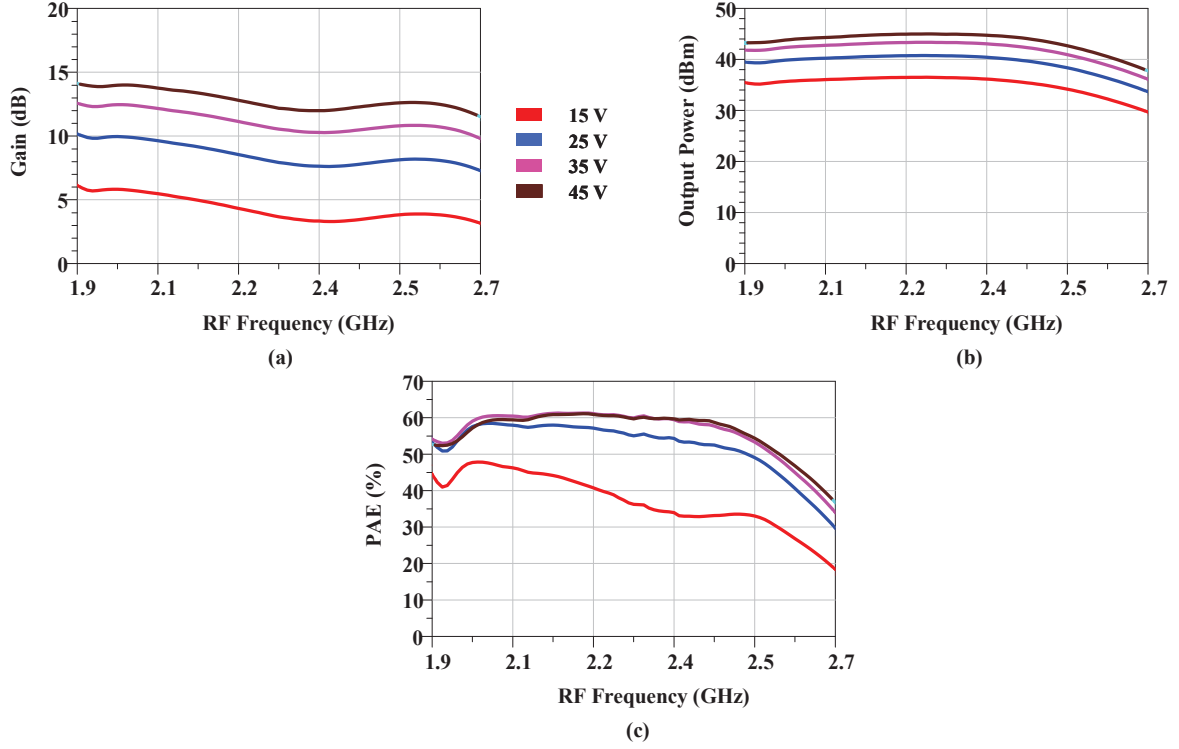 20
15
10
5
0
Gain (dB)
1.9 2.1 2.2 2.4 2.5 2.7
RF Frequency (GHz)
(a)
15 V
25 V
35 V
45 V
50
40
30
20
10
0
Output Power (dBm)
1.9 2.1 2.2 2.4 2.5 2.7
RF Frequency (GHz)
(b)
70
60
50
40
30
20
10
0
PAE (%)
1.9 2.1 2.2 2.4 2.5 2.7
RF Frequency (GHz)
(c)